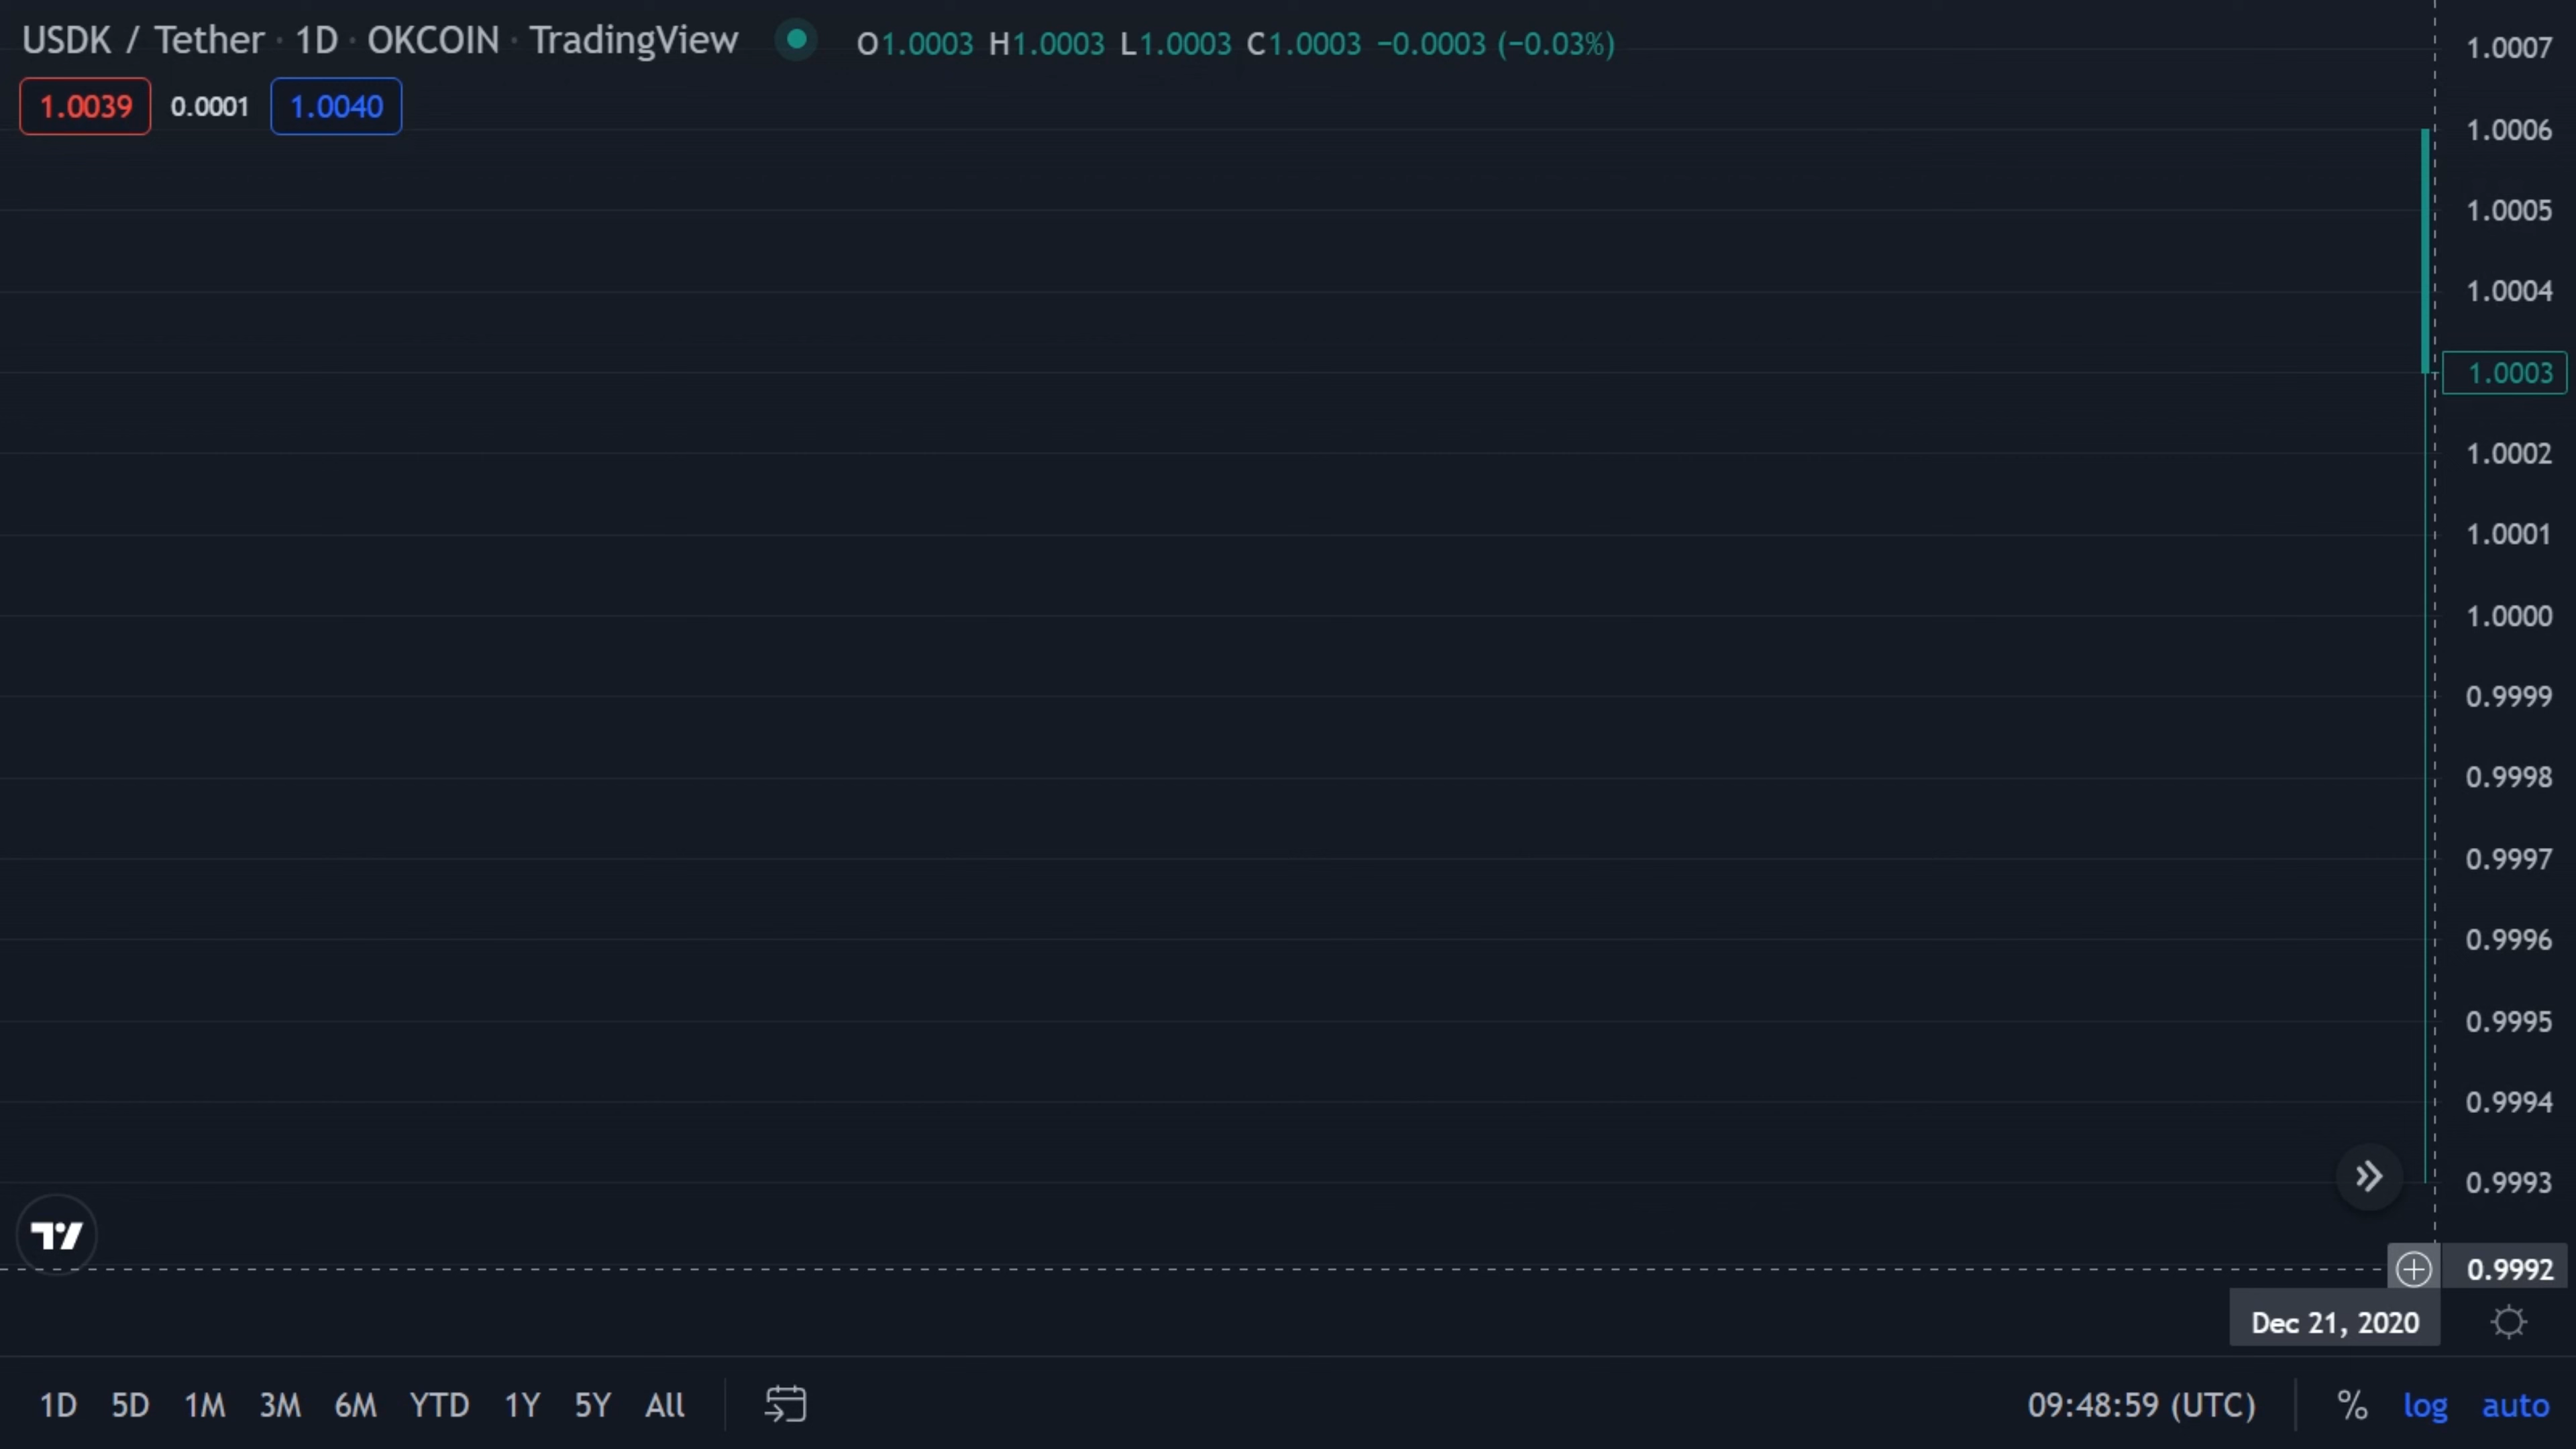 USDK / Tether · 1D · OKCOIN · TradingView
O1.0003 H1.0003 L1.0003 C1.0003 −0.0003 (−0.03%)
1.0039 0.0001 1.0040
1.0007
1.0006
1.0005
1.0004
1.0003
1.0002
1.0001
1.0000
0.9999
0.9998
0.9997
0.9996
0.9995
0.9994
0.9993
0.9992
Dec 21, 2020
1D 5D 1M 3M 6M YTD 1Y 5Y All
09:48:59 (UTC) % log auto